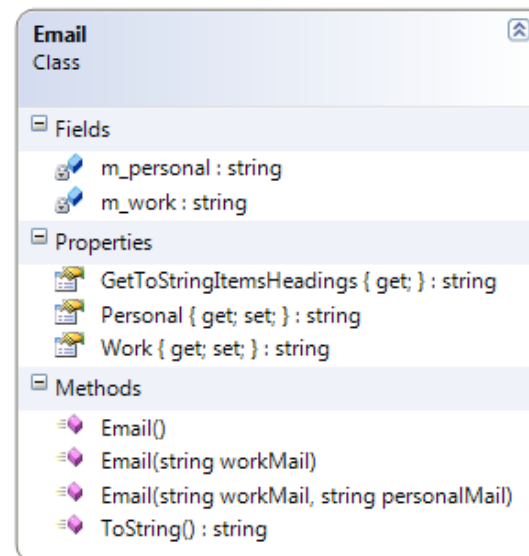 Email
Class
Fields
m_personal : string
m_work : string
Properties
GetToStringItemsHeadings { get; } : string
Personal { get; set; } : string
Work { get; set; } : string
Methods
Email()
Email(string workMail)
Email(string workMail, string personalMail)
ToString() : string